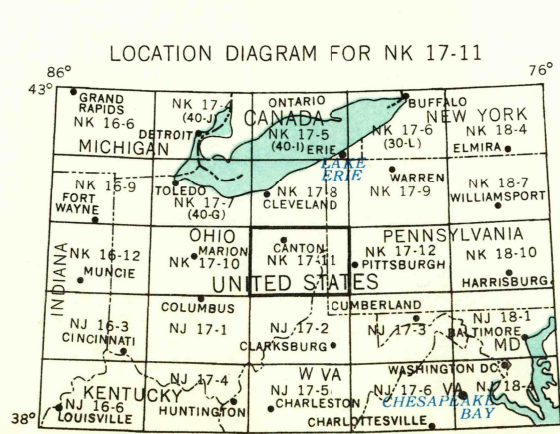 LOCATION DIAGRAM FOR NK 17-11
86° 76°
43°
GRAND RAPIDS
NK 16-6
MICHIGAN
NK 17-4
(40-J)
DETROIT
ONTARIO
CANADA
NK 17-5
(40-I) ERIE
LAKE
ERIE
BUFFALO
NK 17-6
(30-L)
NEW YORK
NK 18-4
ELMIRA
NK 16-9
FORT
WAYNE
TOLEDO
NK 17-7
(40-G)
NK 17-8
CLEVELAND
WARREN
NK 17-9
NK 18-7
WILLIAMSPORT
INDIANA
NK 16-12
MUNCIE
OHIO
MARION
NK 17-10
CANTON
NK 17-11
PENNSYLVANIA
NK 17-12
PITTSBURGH
NK 18-10
HARRISBURG
UNITED STATES
NJ 16-3
CINCINNATI
COLUMBUS
NJ 17-1
NJ 17-2
CLARKSBURG
CUMBERLAND
NJ 17-3
NJ 18-1
BALTIMORE
MD
KENTUCKY
NJ 16-6
LOUISVILLE
NJ 17-4
HUNTINGTON
W VA
NJ 17-5
CHARLESTON
WASHINGTON DC
NJ 17-6 VA NJ 18-4
CHESAPEAKE
BAY
CHARLOTTESVILLE
38°